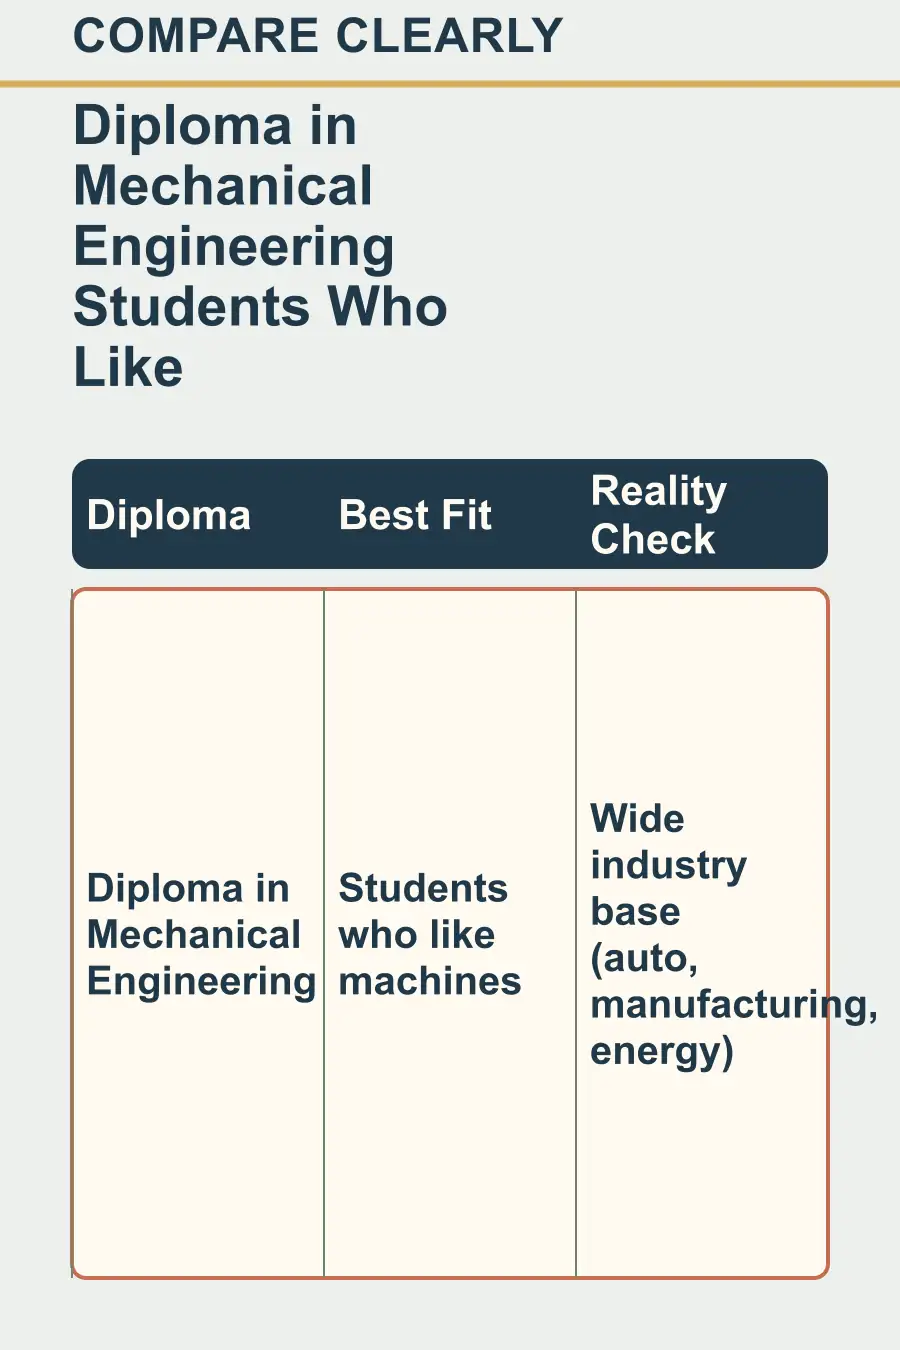 COMPARE CLEARLY
Diploma in
Mechanical
Engineering
Students Who
Like
Diploma
Best Fit
Reality
Check
Diploma in
Mechanical
Engineering
Students
who like
machines
Wide
industry
base
(auto,
manufacturing,
energy)